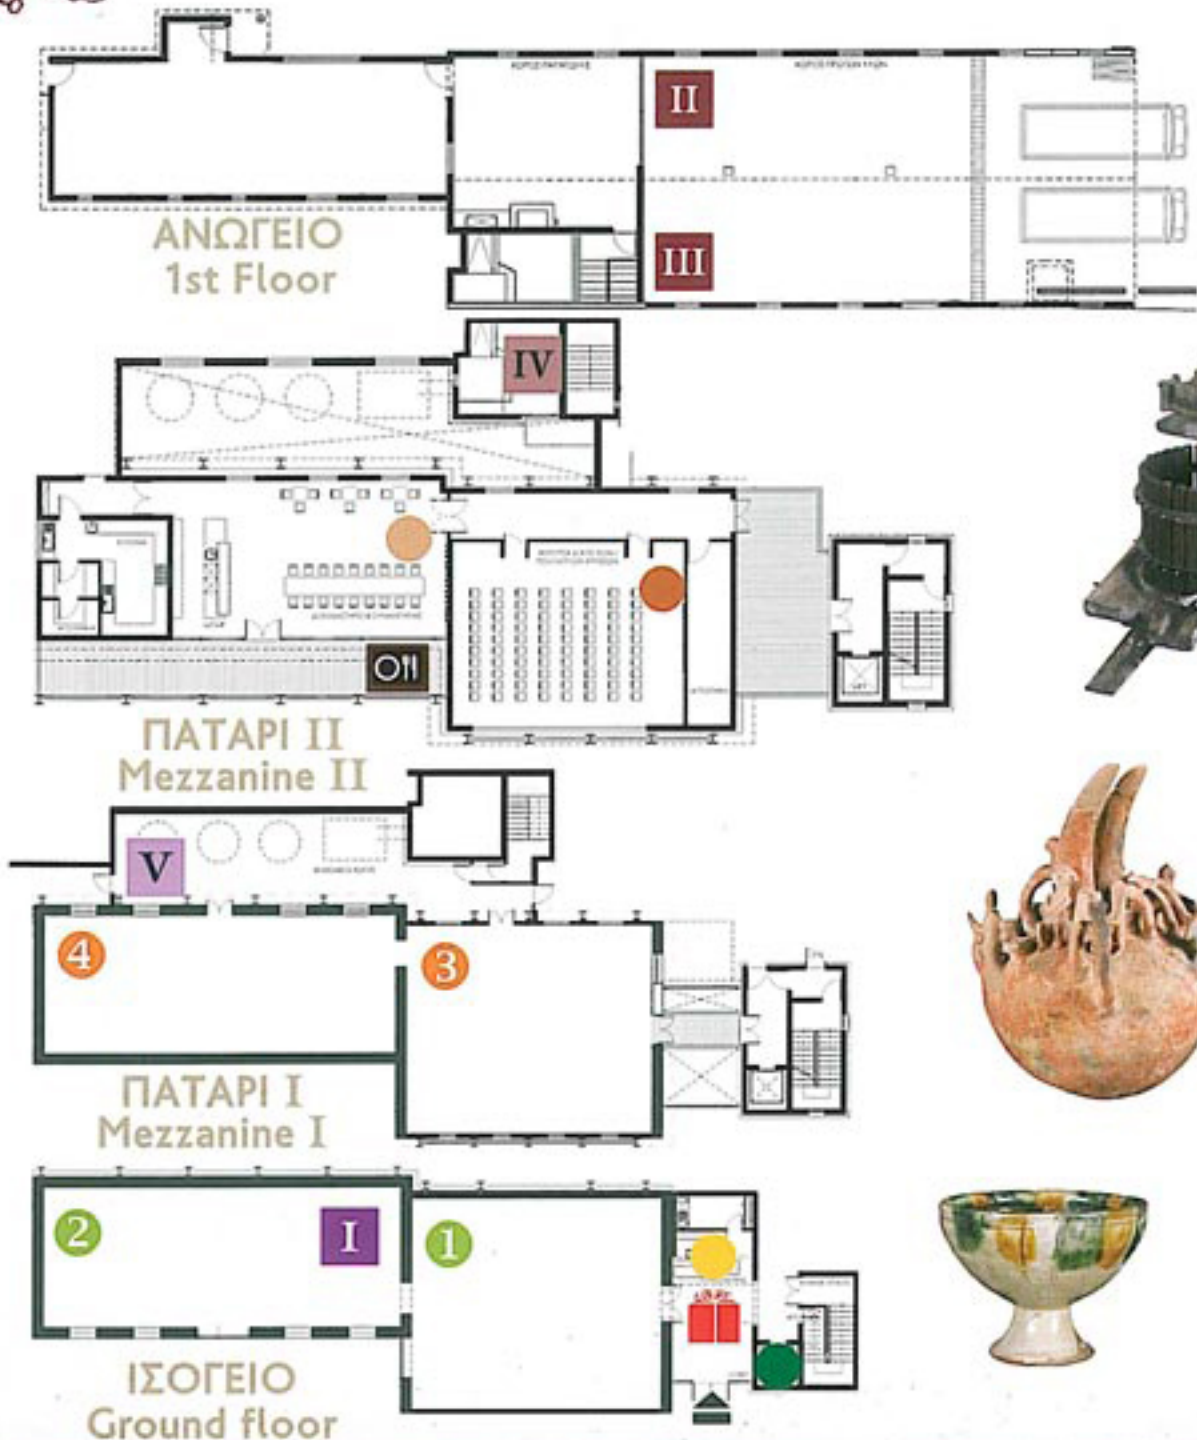 II
III
ΑΝΩΓΕΙΟ
1st Floor
IV
ΠΑΤΑΡΙ II
Mezzanine II
V
4
3
ΠΑΤΑΡΙ I
Mezzanine I
2
I
1
ΙΣΟΓΕΙΟ
Ground floor